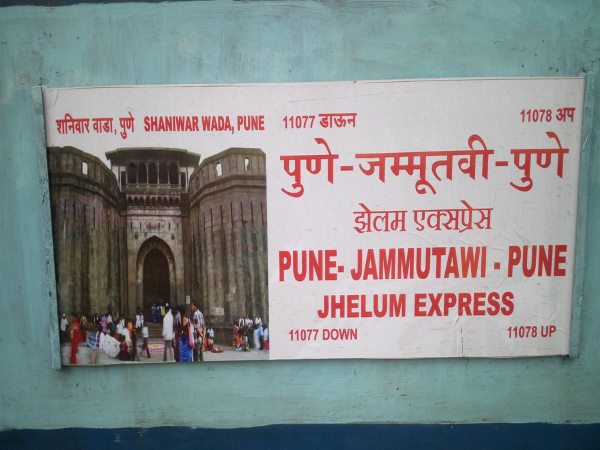 शनिवार वाडा, पुणे SHANIWAR WADA, PUNE
11077 डाऊन 11078 अप
पुणे-जम्मूतवी-पुणे
झेलम एक्सप्रेस
PUNE- JAMMUTAWI - PUNE
JHELUM EXPRESS
11077 DOWN 11078 UP